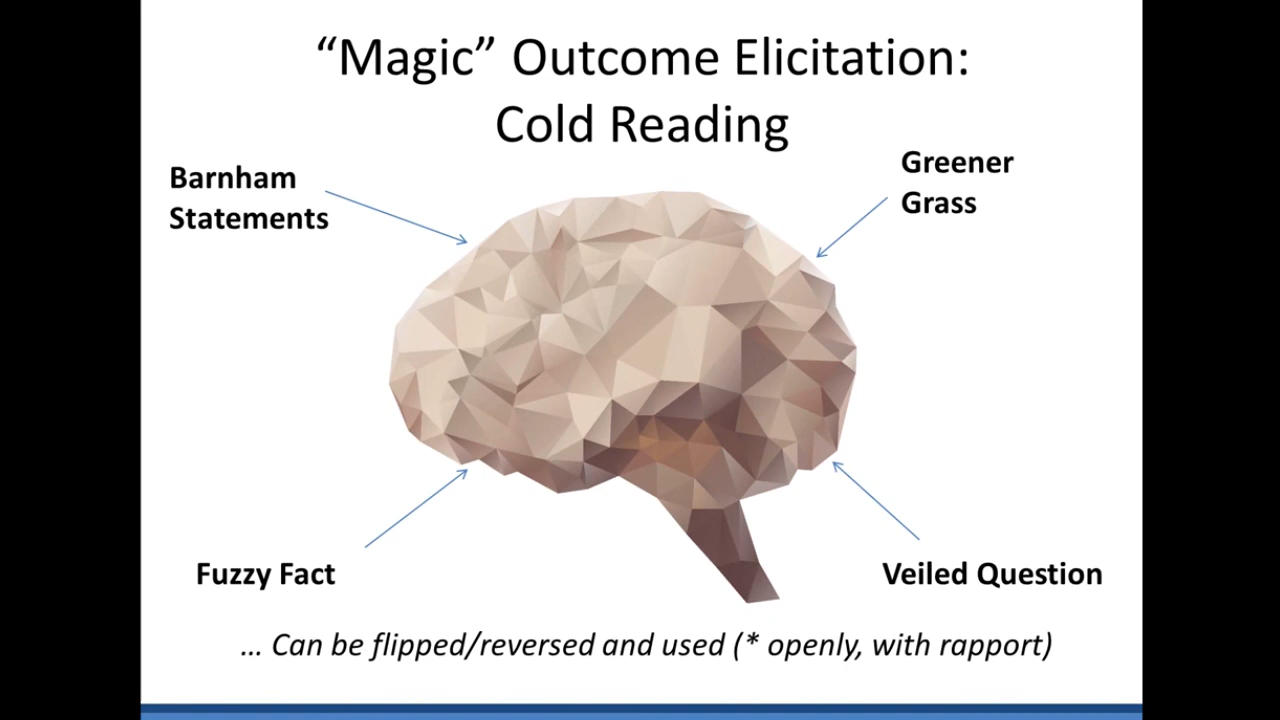 “Magic” Outcome Elicitation:
Cold Reading
Barnham
Statements
Greener
Grass
Fuzzy Fact
Veiled Question
... Can be flipped/reversed and used (* openly, with rapport)